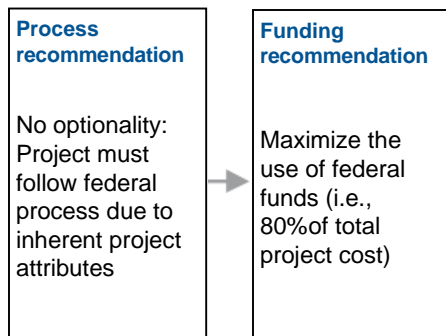 Process
recommendation
No optionality:
Project must
follow federal
process due to
inherent project
attributes
Funding
recommendation
Maximize the
use of federal
funds (i.e.,
80%of total
project cost)